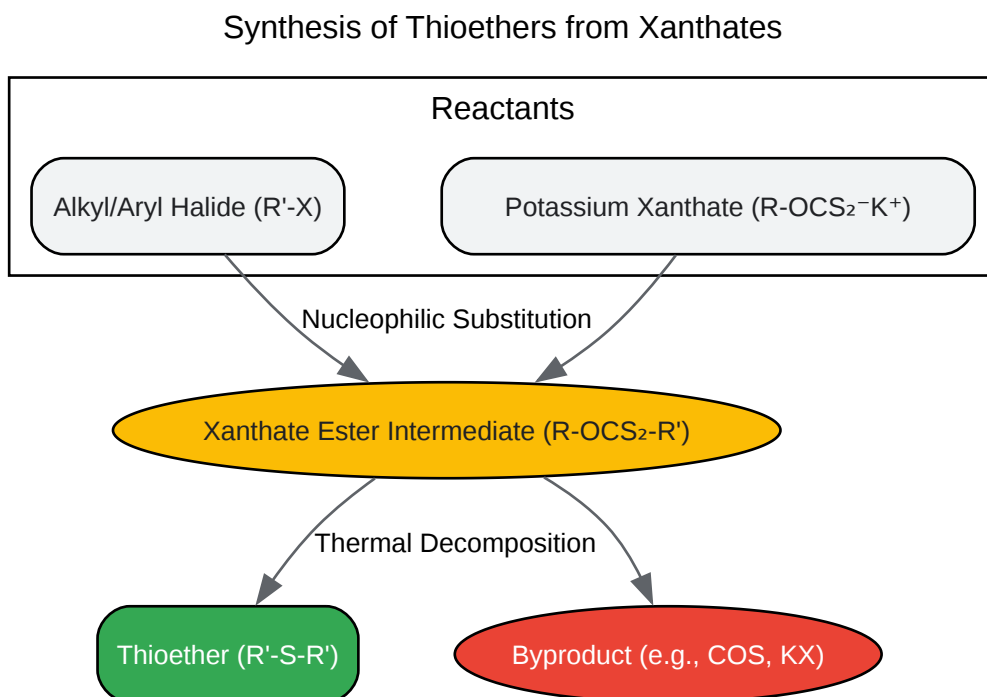 Synthesis of Thioethers from Xanthates
Reactants
Alkyl/Aryl Halide (R'-X)
Potassium Xanthate (R-OCS₂⁻K⁺)
Nucleophilic Substitution
Xanthate Ester Intermediate (R-OCS₂-R')
Thermal Decomposition
Thioether (R'-S-R')
Byproduct (e.g., COS, KX)